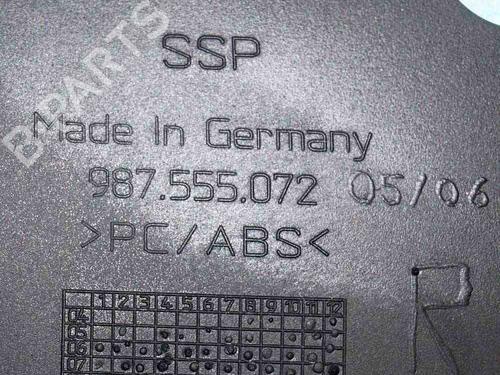 B-PARTS
SSP
Made In Germany
987.555.072 05/06
>PC/ABS<
1 2 3 4 5 6 7 8 9 10 11 12
04
05
06
07
R